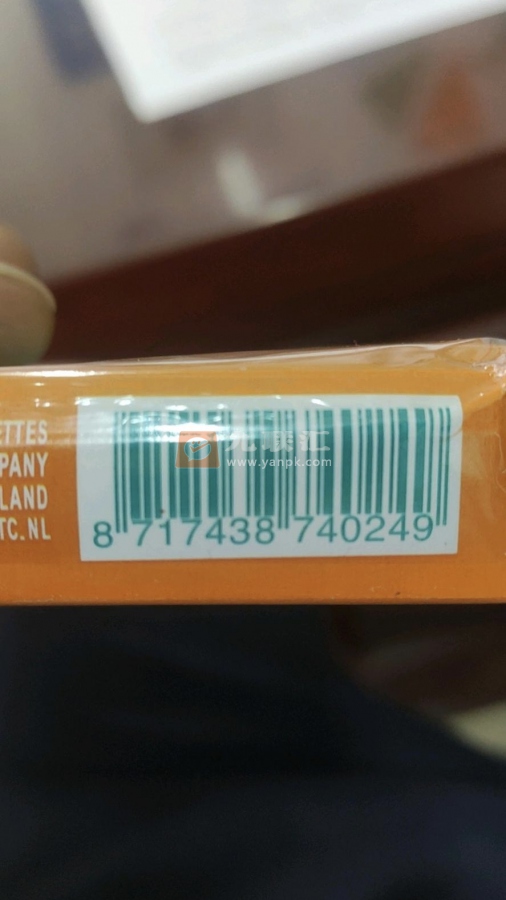 ETTES
PANY
LAND
TC.NL
8 717438 740249
www.yanpk.com